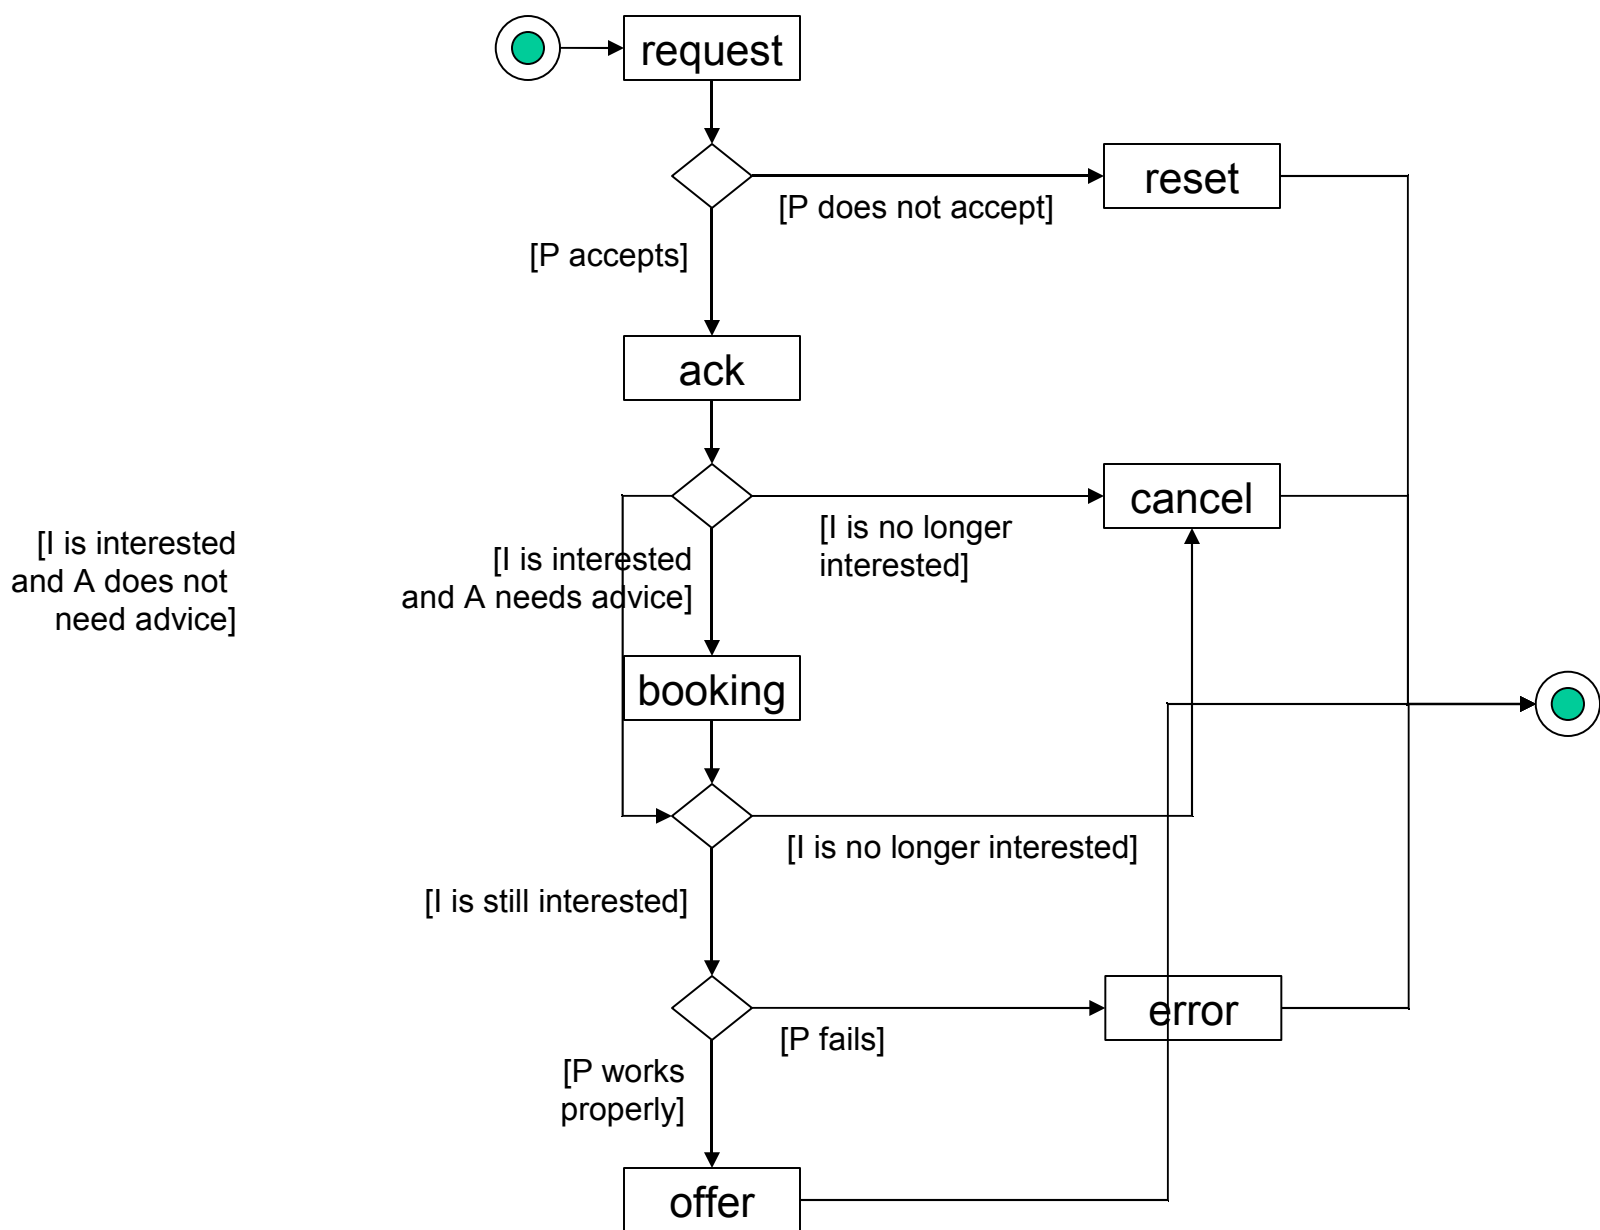 request
reset
[P does not accept]
[P accepts]
ack
cancel
[I is no longer
interested]
[I is interested
and A does not
need advice]
[I is interested
and A needs advice]
booking
[I is no longer interested]
[I is still interested]
error
[P fails]
[P works
properly]
offer